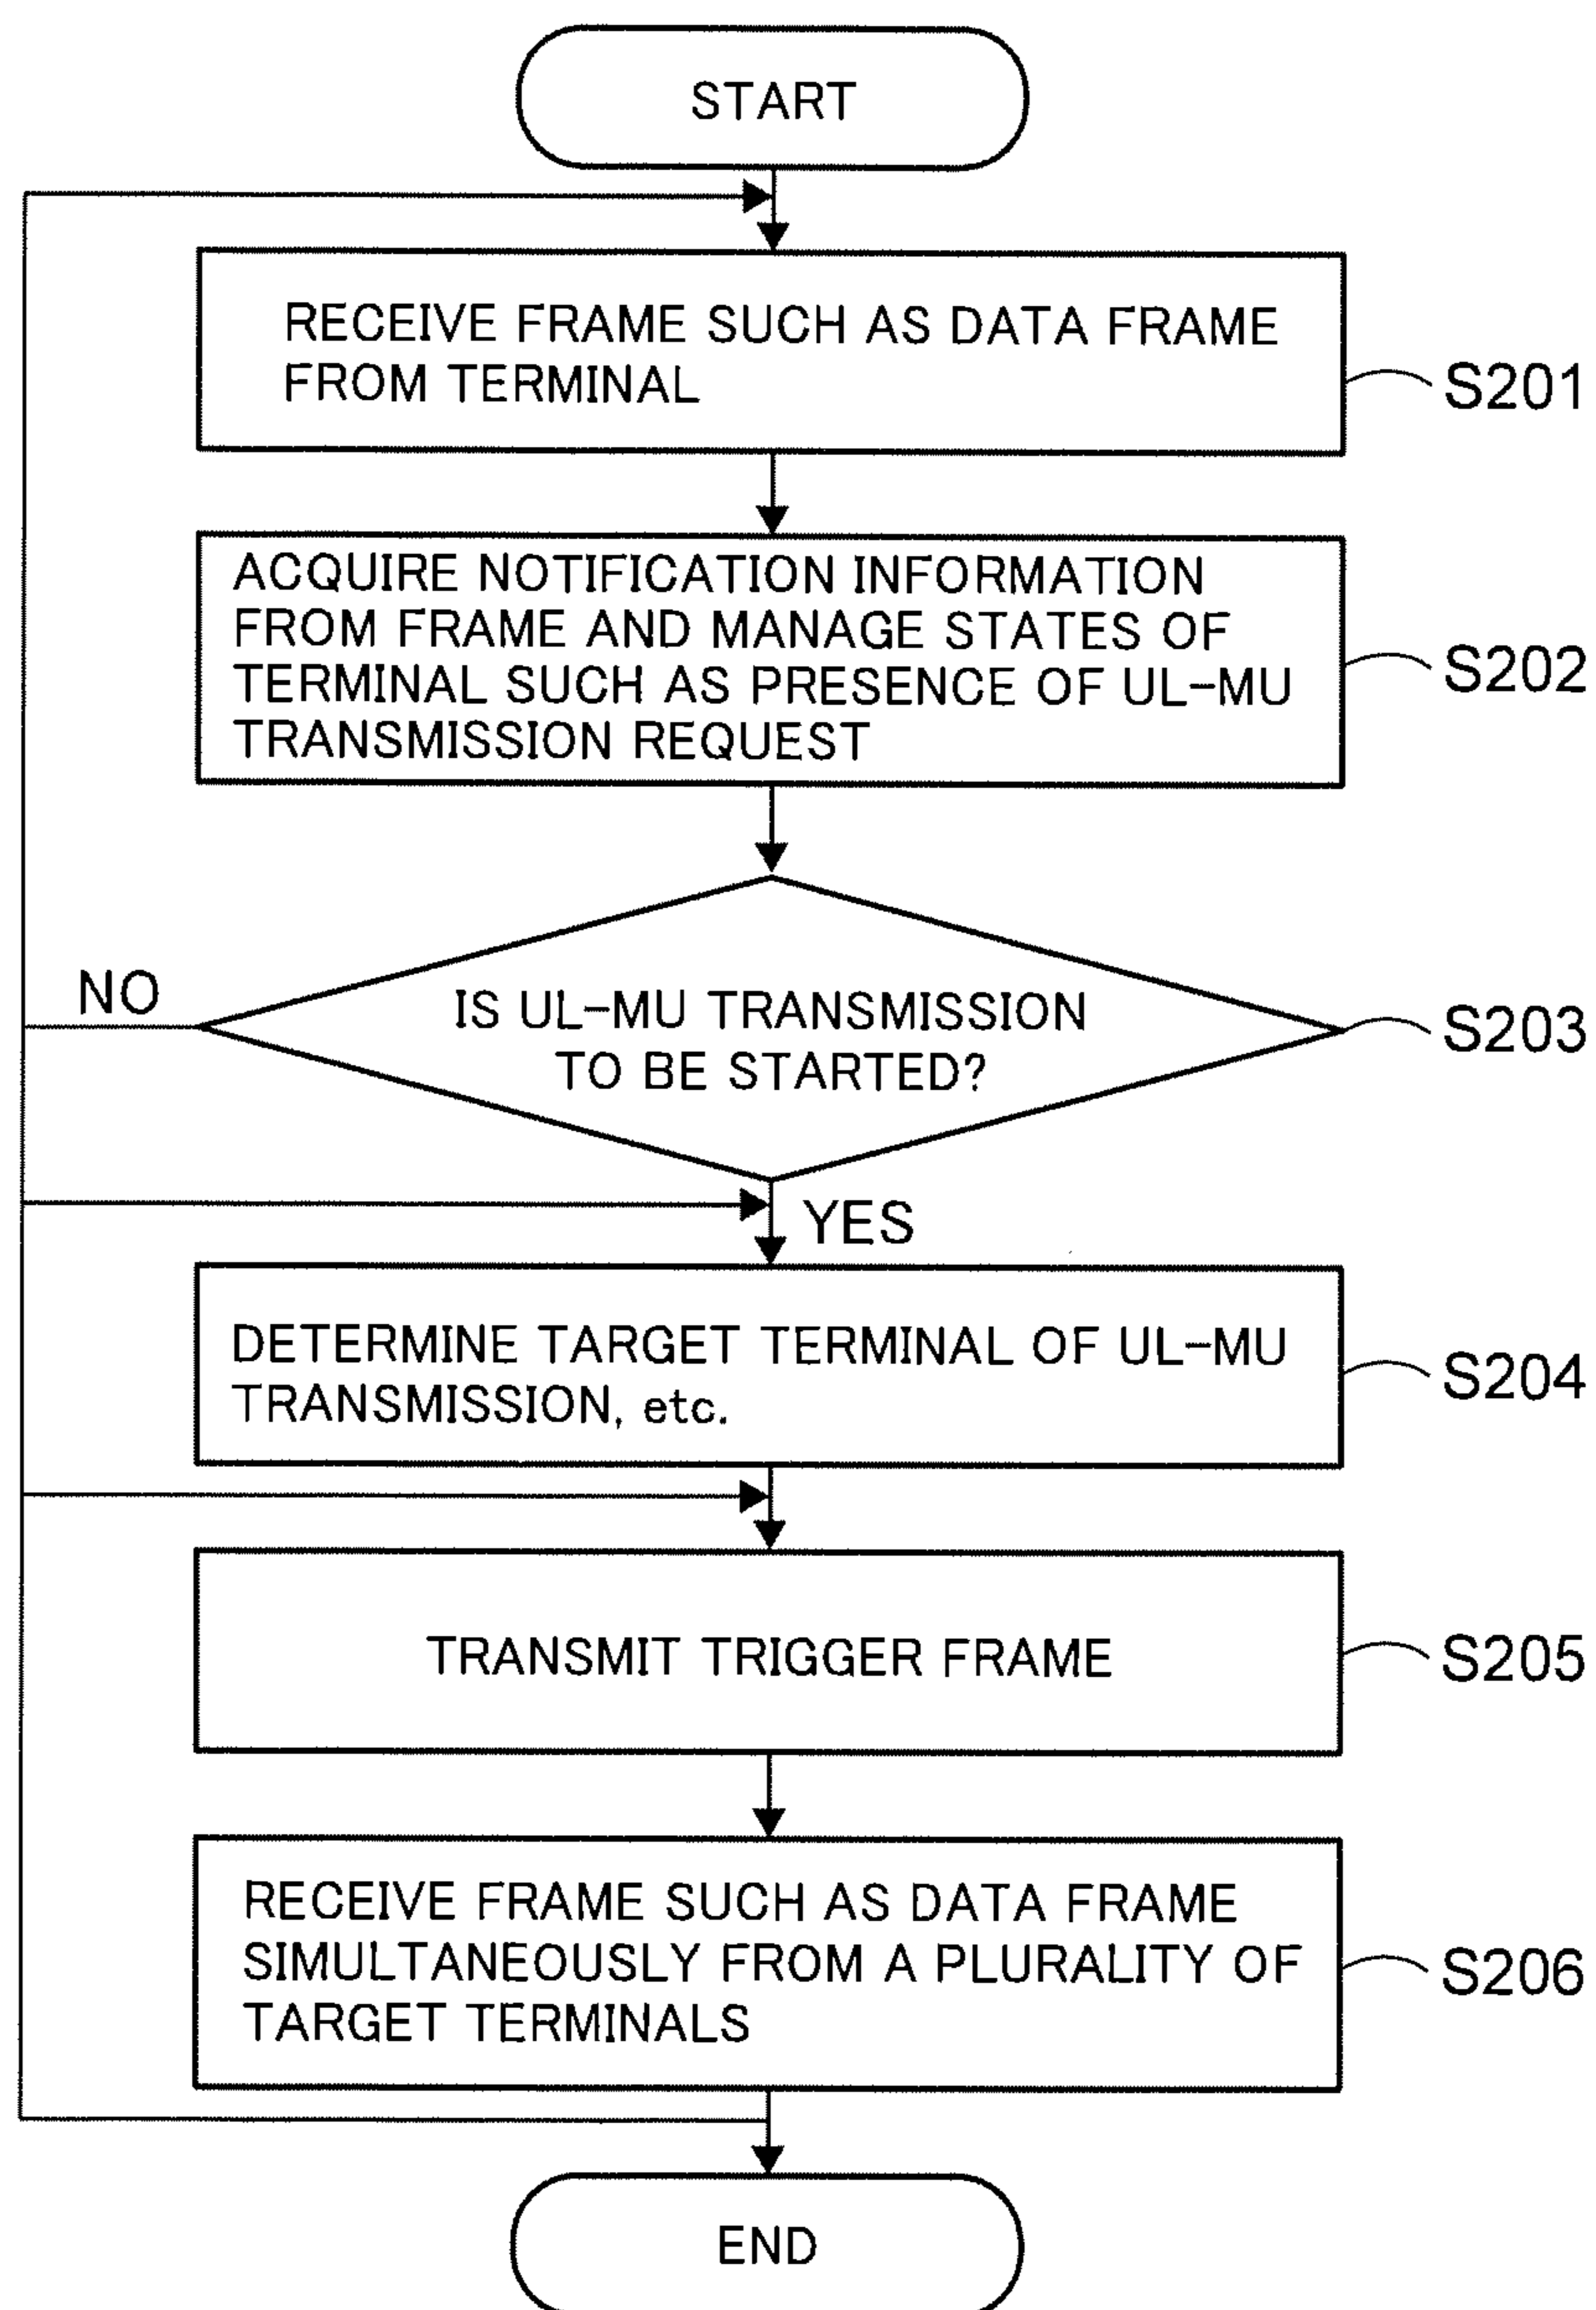 START
RECEIVE FRAME SUCH AS DATA FRAME
FROM TERMINAL
S201
ACQUIRE NOTIFICATION INFORMATION
FROM FRAME AND MANAGE STATES OF
TERMINAL SUCH AS PRESENCE OF UL-MU
TRANSMISSION REQUEST
S202
NO
IS UL-MU TRANSMISSION
TO BE STARTED?
S203
YES
DETERMINE TARGET TERMINAL OF UL-MU
TRANSMISSION, etc.
S204
TRANSMIT TRIGGER FRAME
S205
RECEIVE FRAME SUCH AS DATA FRAME
SIMULTANEOUSLY FROM A PLURALITY OF
TARGET TERMINALS
S206
END